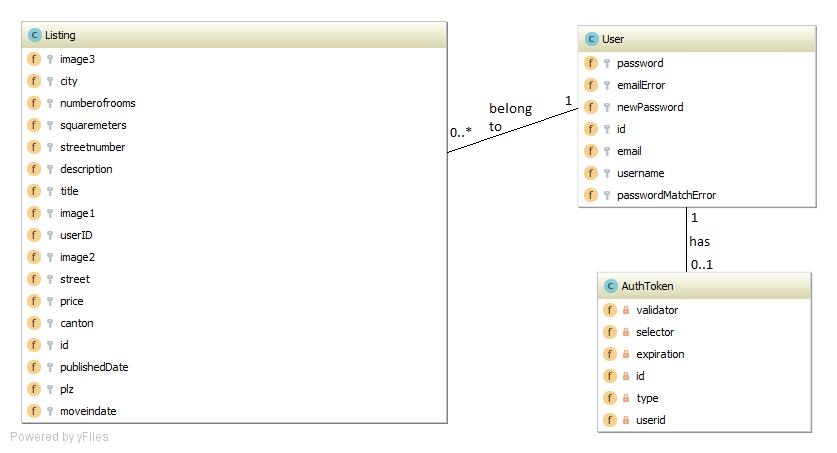 C Listing
f image3
f city
f numberofrooms
f squaremeters
f streetnumber
f description
f title
f image1
f userID
f image2
f street
f price
f canton
f id
f publishedDate
f plz
f moveindate
0..*
belong
to
1
C User
f password
f emailError
f newPassword
f id
f email
f username
f passwordMatchError
1
has
0..1
C AuthToken
f validator
f selector
f expiration
f id
f type
f userid
Powered by yFiles